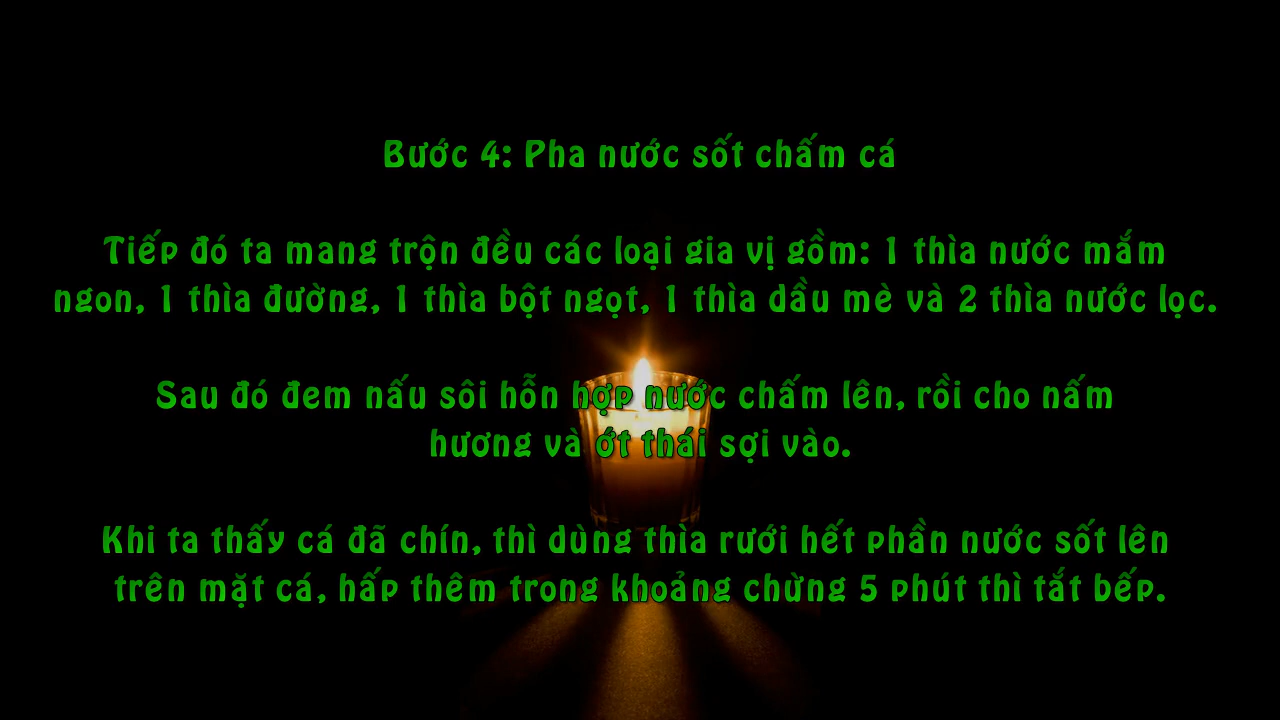 Bước 4: Pha nước sốt chấm cá
Tiếp đó ta mang trộn đều các loại gia vị gồm: 1 thìa nước mắm
ngon, 1 thìa đường, 1 thìa bột ngọt, 1 thìa dầu mè và 2 thìa nước lọc.
Sau đó đem nấu sôi hỗn hợp nước chấm lên, rồi cho nấm
hương và ớt thái sợi vào.
Khi ta thấy cá đã chín, thì dùng thìa rưới hết phần nước sốt lên
trên mặt cá, hấp thêm trong khoảng chừng 5 phút thì tắt bếp.